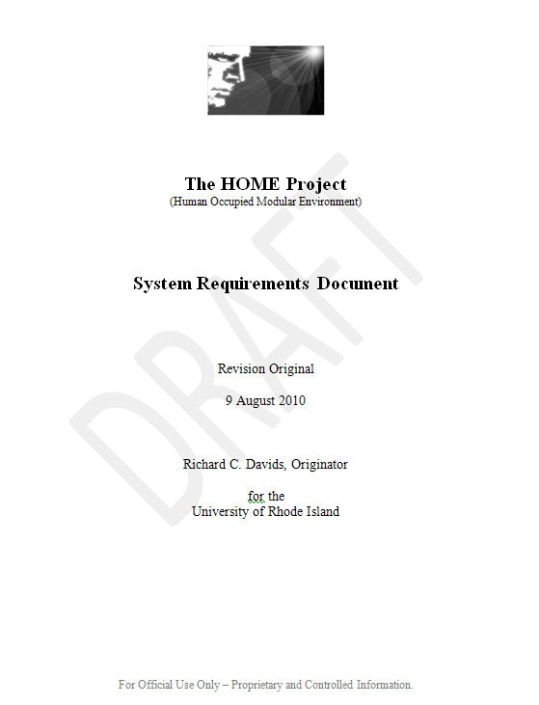 The HOME Project
(Human Occupied Modular Environment)
System Requirements Document
DRAFT
Revision Original
9 August 2010
Richard C. Davids, Originator
for the
University of Rhode Island
For Official Use Only – Proprietary and Controlled Information.